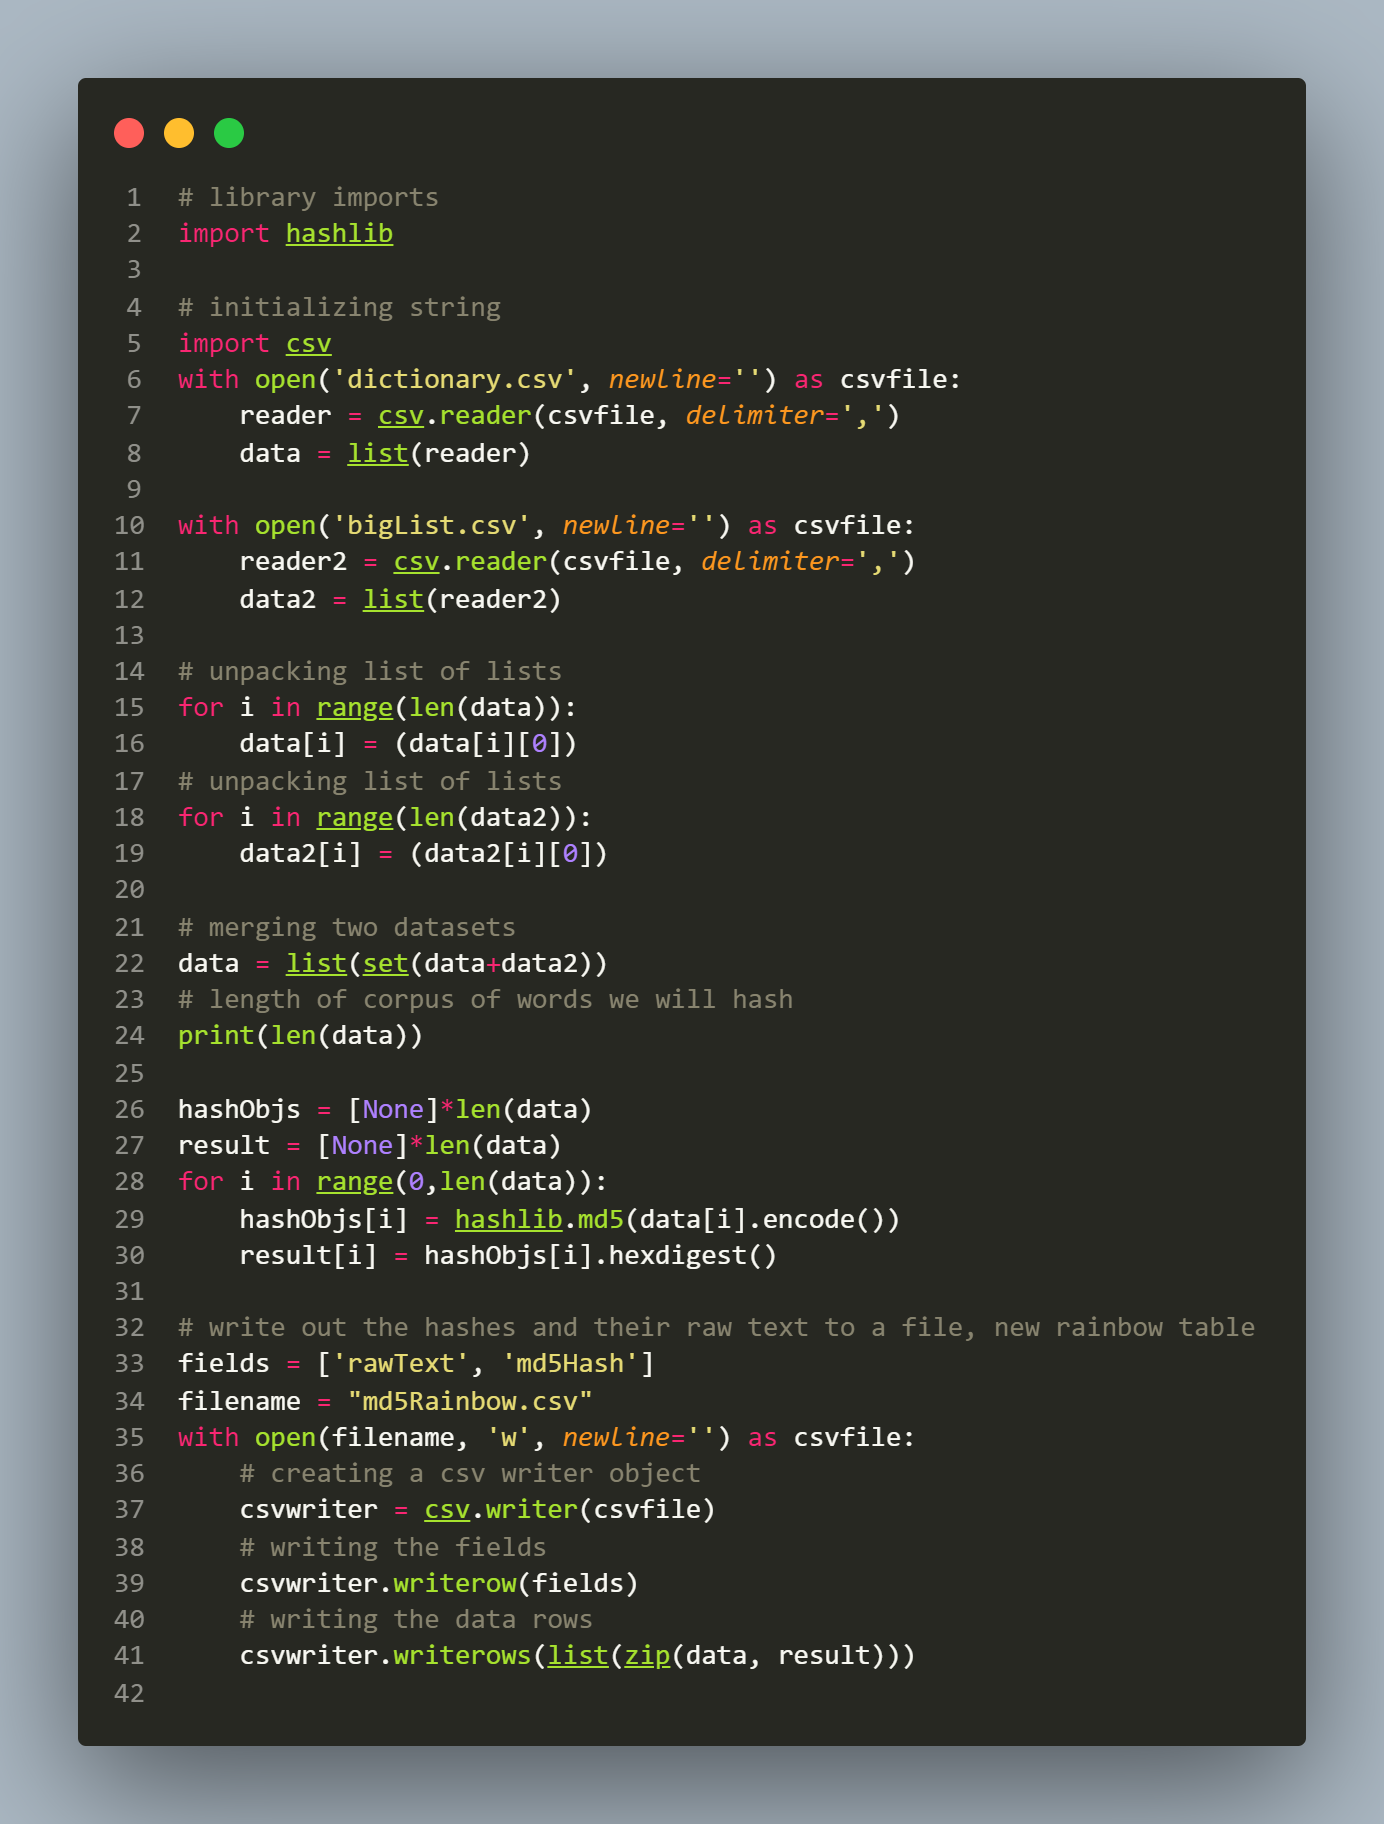 1 # library imports
2 import hashlib
3
4 # initializing string
5 import csv
6 with open('dictionary.csv', newline='') as csvfile:
7     reader = csv.reader(csvfile, delimiter=',')
8     data = list(reader)
9
10 with open('bigList.csv', newline='') as csvfile:
11     reader2 = csv.reader(csvfile, delimiter=',')
12     data2 = list(reader2)
13
14 # unpacking list of lists
15 for i in range(len(data)):
16     data[i] = (data[i][0])
17 # unpacking list of lists
18 for i in range(len(data2)):
19     data2[i] = (data2[i][0])
20
21 # merging two datasets
22 data = list(set(data+data2))
23 # length of corpus of words we will hash
24 print(len(data))
25
26 hashObjs = [None]*len(data)
27 result = [None]*len(data)
28 for i in range(0,len(data)):
29     hashObjs[i] = hashlib.md5(data[i].encode())
30     result[i] = hashObjs[i].hexdigest()
31
32 # write out the hashes and their raw text to a file, new rainbow table
33 fields = ['rawText', 'md5Hash']
34 filename = "md5Rainbow.csv"
35 with open(filename, 'w', newline='') as csvfile:
36     # creating a csv writer object
37     csvwriter = csv.writer(csvfile)
38     # writing the fields
39     csvwriter.writerow(fields)
40     # writing the data rows
41     csvwriter.writerows(list(zip(data, result)))
42